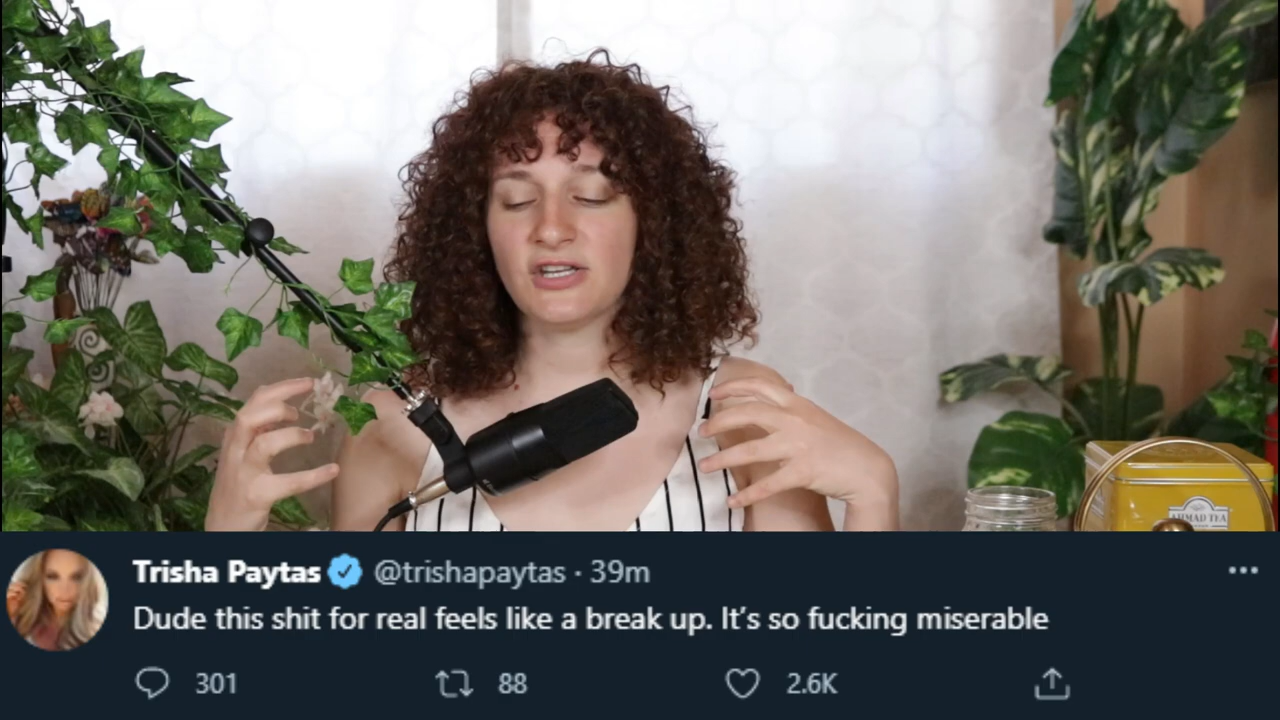 AHMAD TEA
Trisha Paytas @trishapaytas · 39m
Dude this shit for real feels like a break up. It’s so fucking miserable
301 88 2.6K